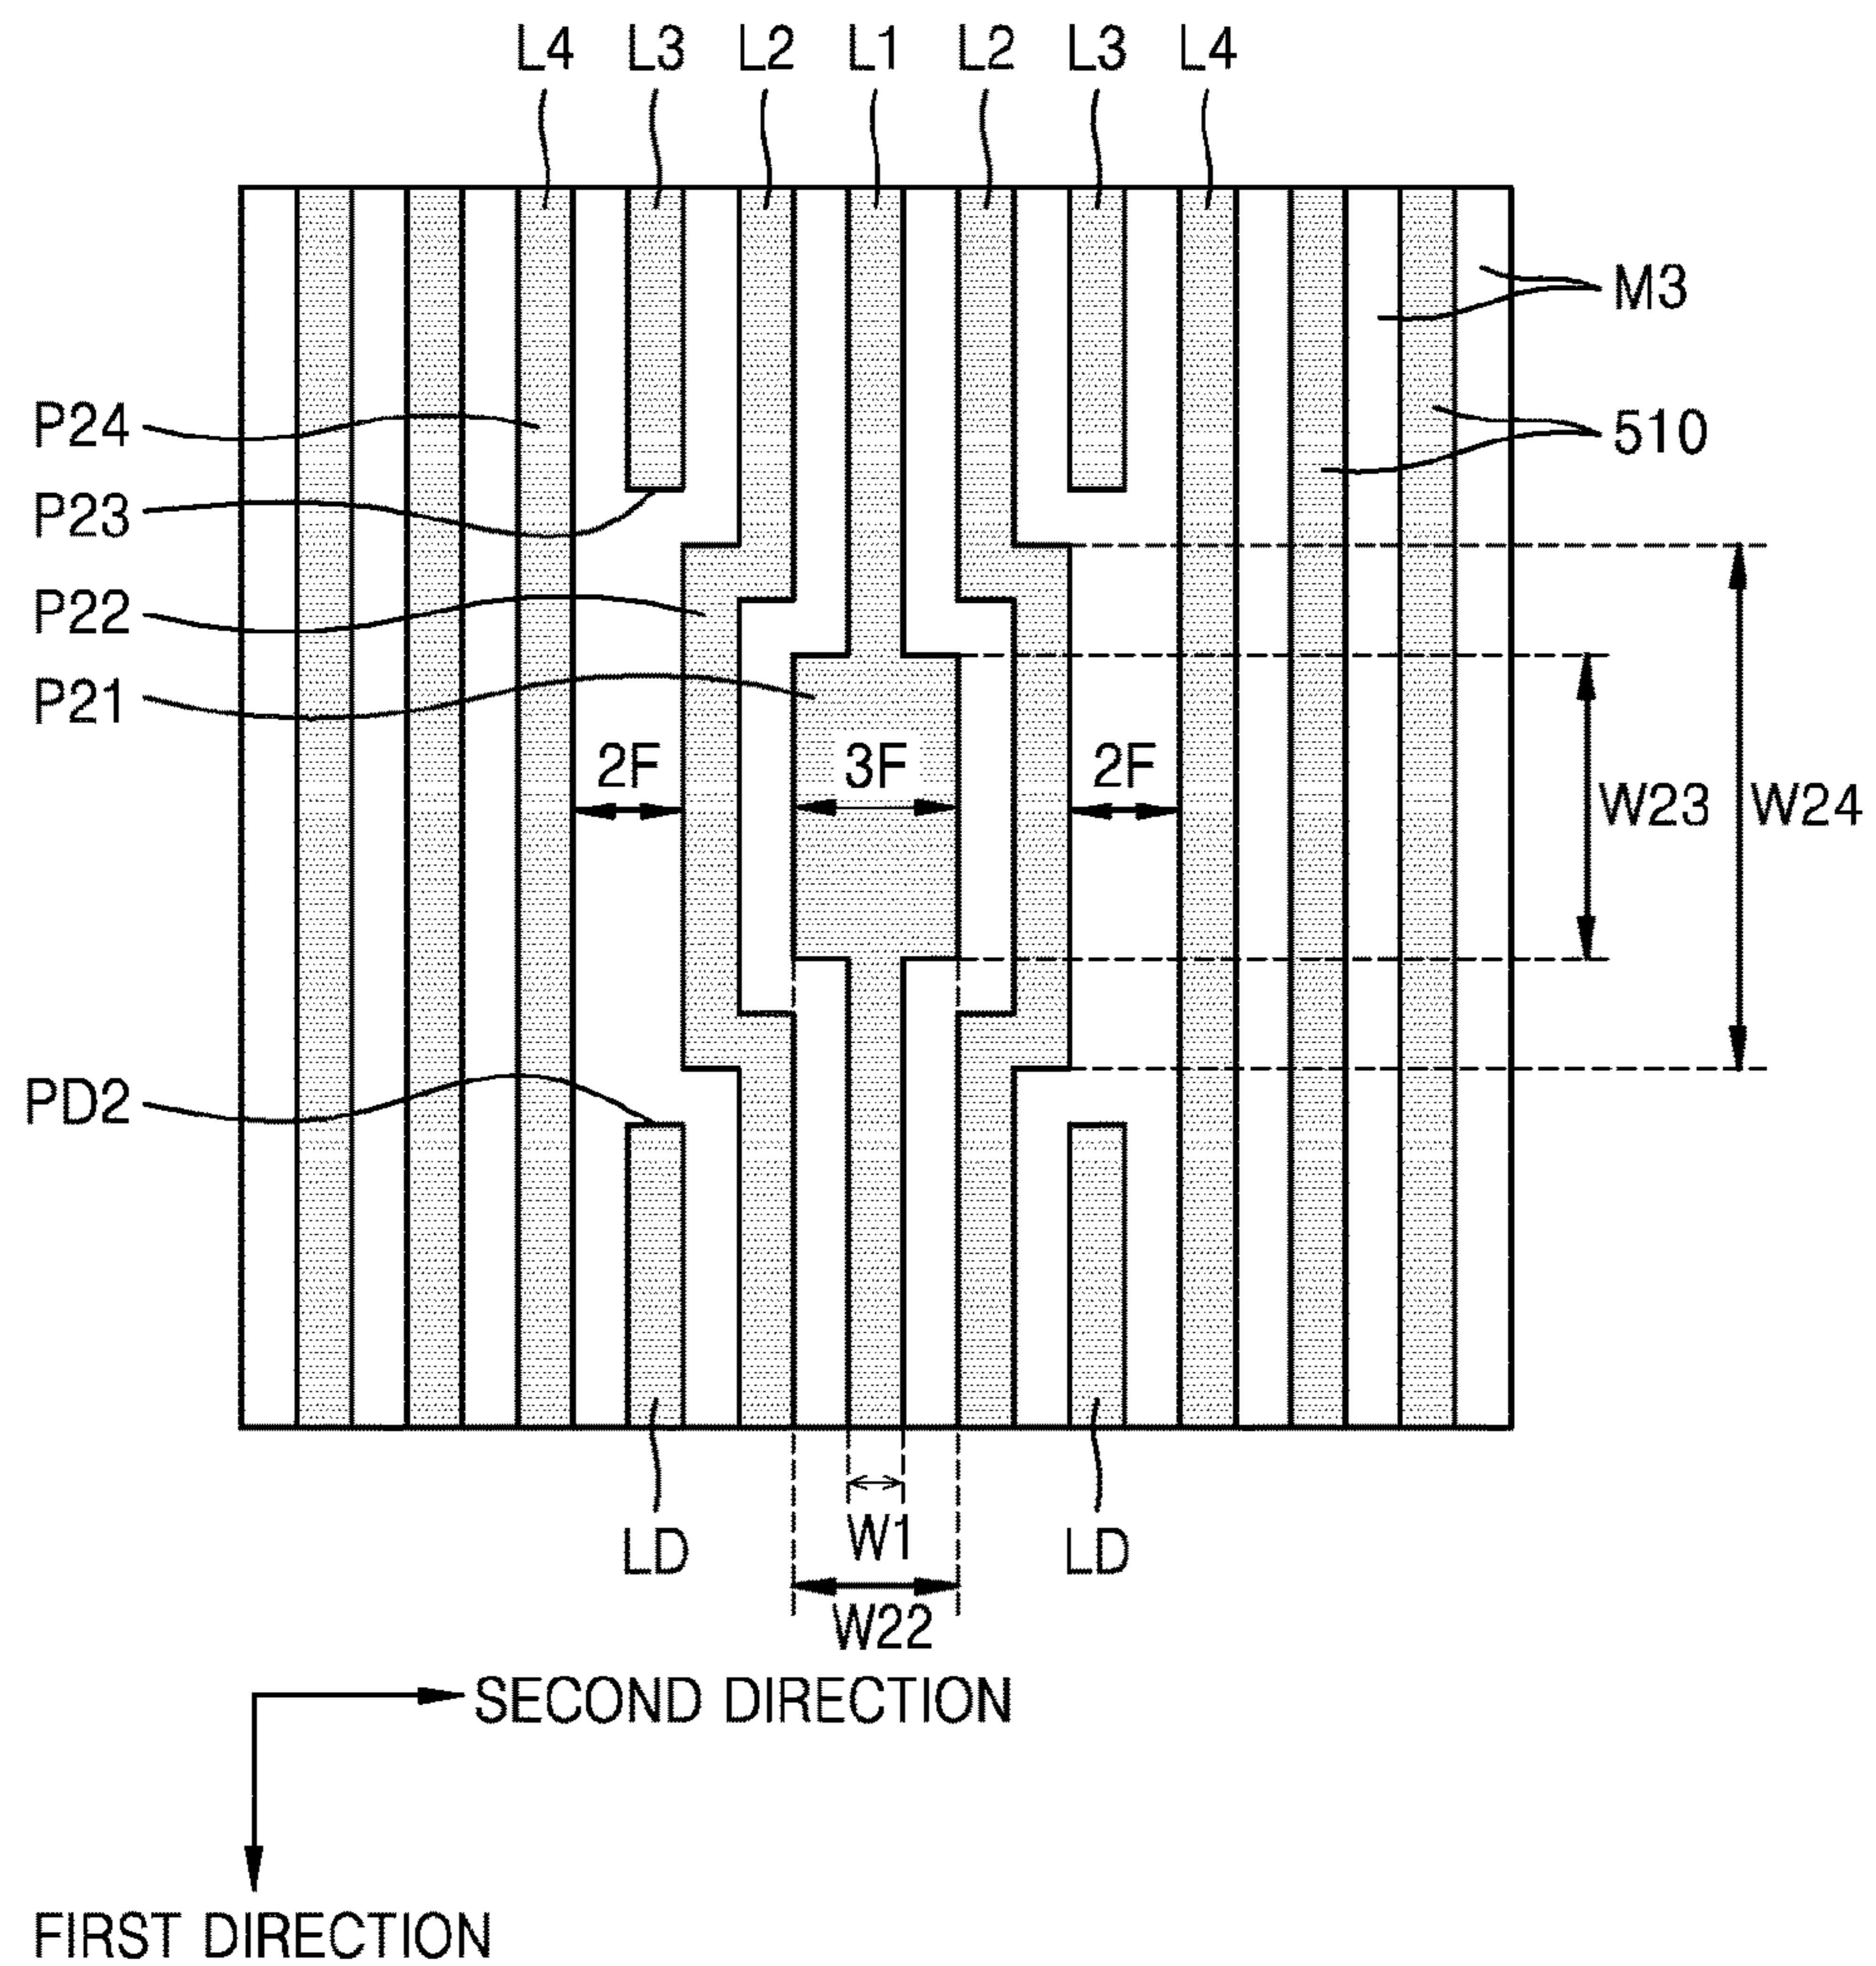 L4 L3 L2 L1 L2 L3 L4
M3
P24
510
P23
P22
P21
2F 3F 2F
W23 W24
PD2
LD W1 LD
W22
SECOND DIRECTION
FIRST DIRECTION